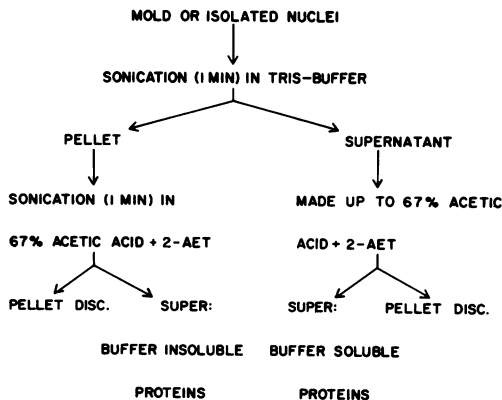 MOLD OR ISOLATED NUCLEI
SONICATION (1 MIN) IN TRIS-BUFFER
PELLET
SUPERNATANT
SONICATION (1 MIN) IN
67% ACETIC ACID + 2-AET
MADE UP TO 67% ACETIC
ACID + 2-AET
PELLET DISC.
SUPER:
BUFFER INSOLUBLE
PROTEINS
SUPER:
BUFFER SOLUBLE
PROTEINS
PELLET DISC.